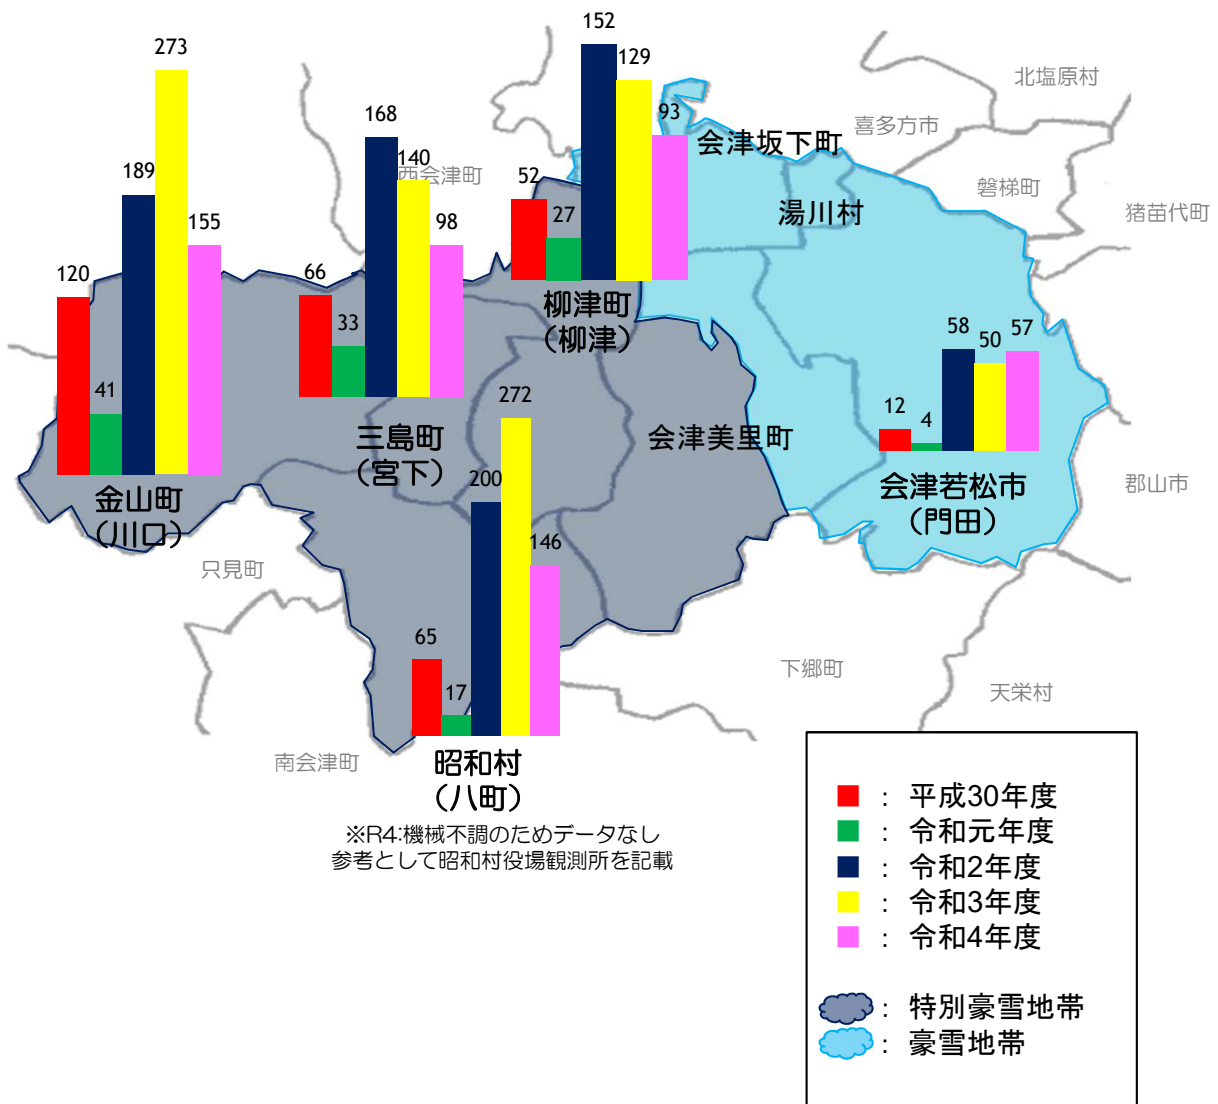 152
273
129
北塩原村
168
93
喜多方市
会津坂下町
140
西会津町
189
52
磐梯町
27
湯川村
猪苗代町
155
98
120
66
柳津町
（柳津）
33
58
50
57
41
272
12
4
三島町
（宮下）
会津美里町
会津若松市
（門田）
郡山市
金山町
（川口）
200
146
只見町
65
17
下郷町
天栄村
南会津町
昭和村
（八町）
※R4:機械不調のためデータなし
参考として昭和村役場観測所を記載
：平成30年度
：令和元年度
：令和2年度
：令和3年度
：令和4年度
：特別豪雪地帯
：豪雪地帯